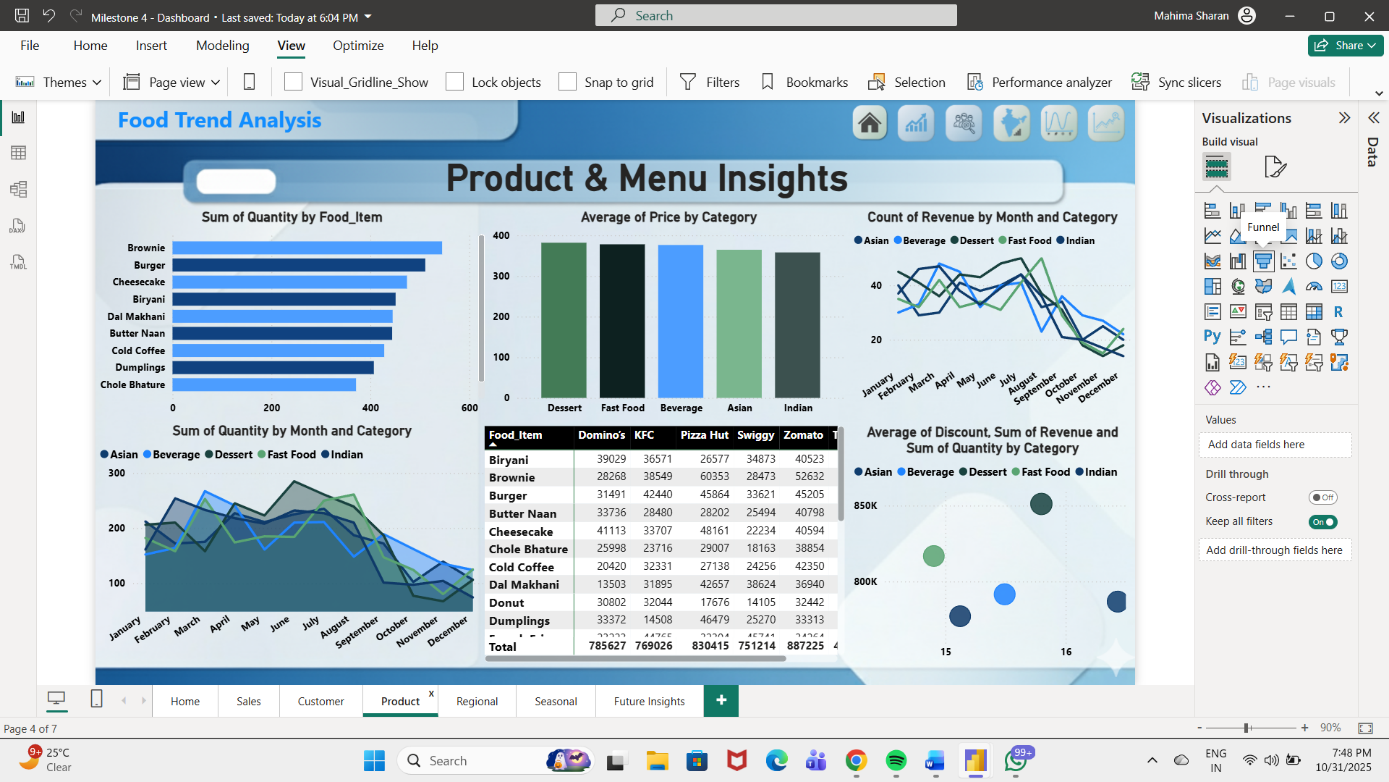 Milestone 4 - Dashboard • Last saved: Today at 6:04 PM
Search
Mahima Sharan
File Home Insert Modeling View Optimize Help
Share
Themes Page view Visual_Gridline_Show Lock objects Snap to grid Filters Bookmarks Selection Performance analyzer Sync slicers Page visuals
Food Trend Analysis
Product & Menu Insights
Sum of Quantity by Food_Item
Brownie
Burger
Cheesecake
Biryani
Dal Makhani
Butter Naan
Cold Coffee
Dumplings
Chole Bhature
0 200 400 600
Average of Price by Category
400
300
200
100
0
Dessert Fast Food Beverage Asian Indian
Count of Revenue by Month and Category
Asian Beverage Dessert Fast Food Indian
40
20
January February March April May June July August September October November December
Sum of Quantity by Month and Category
Asian Beverage Dessert Fast Food Indian
300
200
100
January February March April May June July August September October November December
Food_Item Domino's KFC Pizza Hut Swiggy Zomato T
Biryani 39029 36571 26577 34873 40523
Brownie 28268 38549 60353 28473 52632
Burger 31491 42440 45864 33621 45205
Butter Naan 33736 28480 28202 25494 40798
Cheesecake 41113 33707 48161 22234 40594
Chole Bhature 25998 23716 29007 18163 38854
Cold Coffee 20420 32331 27138 24256 42350
Dal Makhani 13503 31895 42657 38624 36940
Donut 30802 32044 17676 14105 32442
Dumplings 33372 14508 46479 25270 33313
Total 785627 769026 830415 751214 887225 4
Average of Discount, Sum of Revenue and
Sum of Quantity by Category
Asian Beverage Dessert Fast Food Indian
850K
800K
15 16
Visualizations
Build visual
Funnel
123
R
Py
Values
Add data fields here
Drill through
Cross-report Off
Keep all filters On
Add drill-through fields here
Data
DAX
TMDL
Home Sales Customer Product x Regional Seasonal Future Insights +
Page 4 of 7
- + 90%
9+
25°C
Clear
Search
99+
ENG
IN
7:48 PM
10/31/2025